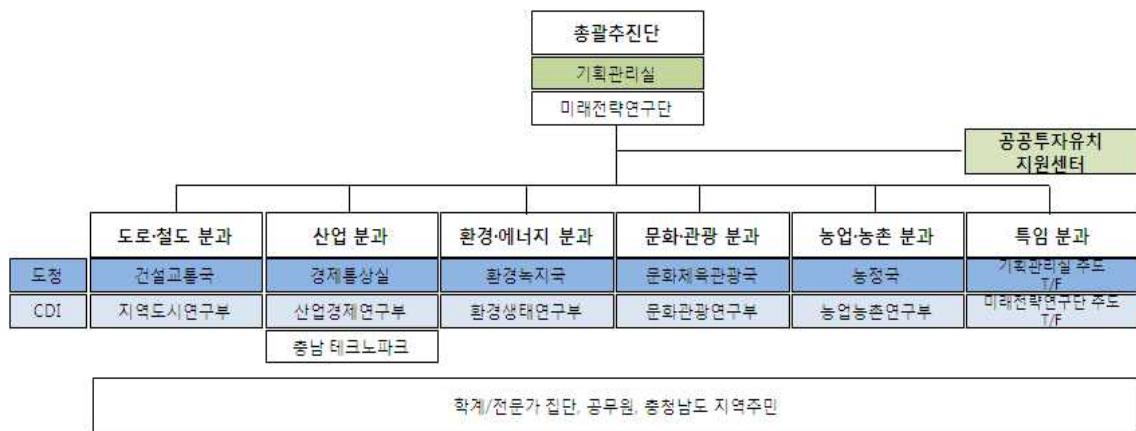 총괄추진단
기획관리실
미래전략연구단
공공투자유치
지원센터
도로·철도 분과
산업 분과
환경·에너지 분과
문화·관광 분과
농업·농촌 분과
특임 분과
도청
건설교통국
경제통상실
환경녹지국
문화체육관광국
농정국
기획관리실 주도
T/F
CDI
지역도시연구부
산업경제연구부
환경생태연구부
문화관광연구부
농업농촌연구부
미래전략연구단 주도
T/F
충남 테크노파크
학계/전문가 집단, 공무원, 충청남도 지역주민